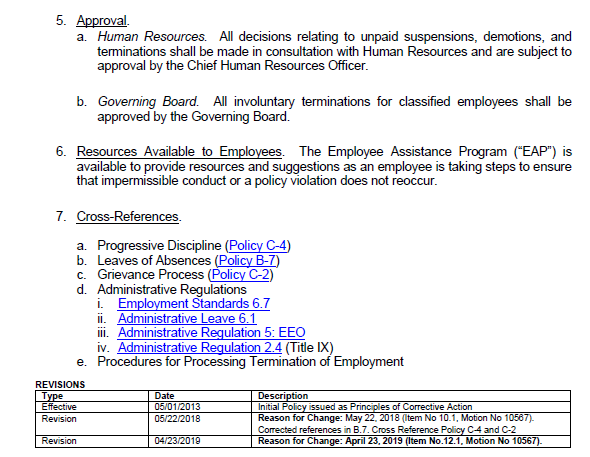 5. Approval.
a. Human Resources. All decisions relating to unpaid suspensions, demotions, and
terminations shall be made in consultation with Human Resources and are subject to
approval by the Chief Human Resources Officer.
b. Governing Board. All involuntary terminations for classified employees shall be
approved by the Governing Board.
6. Resources Available to Employees. The Employee Assistance Program (“EAP”) is
available to provide resources and suggestions as an employee is taking steps to ensure
that impermissible conduct or a policy violation does not reoccur.
7. Cross-References.
a. Progressive Discipline (Policy C-4)
b. Leaves of Absences (Policy B-7)
c. Grievance Process (Policy C-2)
d. Administrative Regulations
i. Employment Standards 6.7
ii. Administrative Leave 6.1
iii. Administrative Regulation 5: EEO
iv. Administrative Regulation 2.4 (Title IX)
e. Procedures for Processing Termination of Employment
REVISIONS
Type Date Description
Effective 05/01/2013 Initial Policy issued as Principles of Corrective Action
Revision 05/22/2018 Reason for Change: May 22, 2018 (Item No 10.1, Motion No 10567).
Corrected references in B.7. Cross Reference Policy C-4 and C-2
Revision 04/23/2019 Reason for Change: April 23, 2019 (Item No.12.1, Motion No 10567).